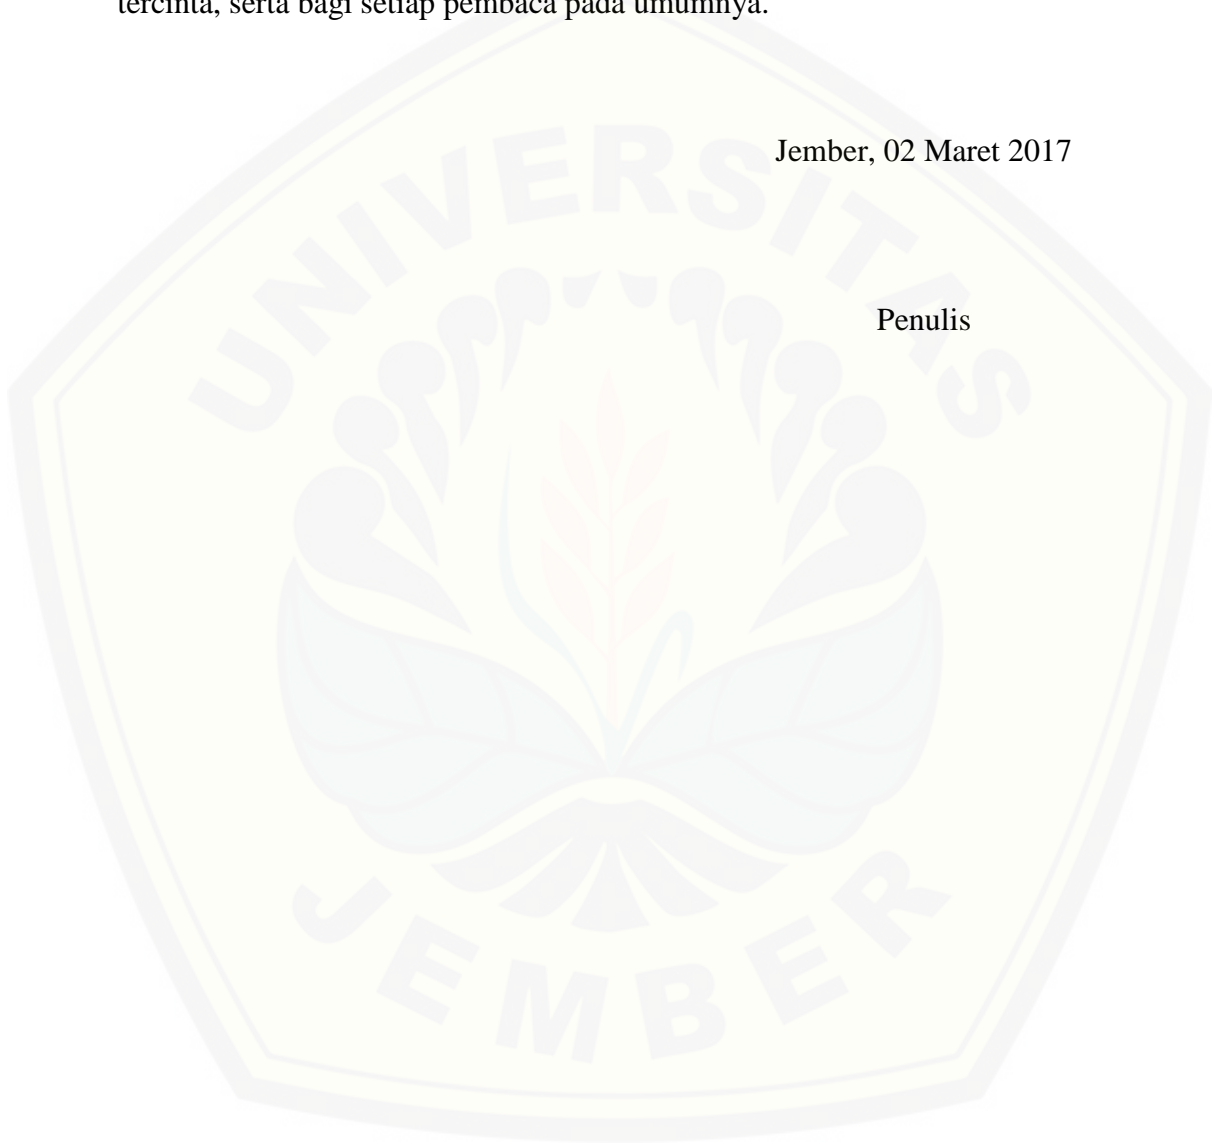 tercinta, serta bagi setiap pembaca pada umumnya.
Jember, 02 Maret 2017
Penulis
UNIVERSITAS
JEMBER